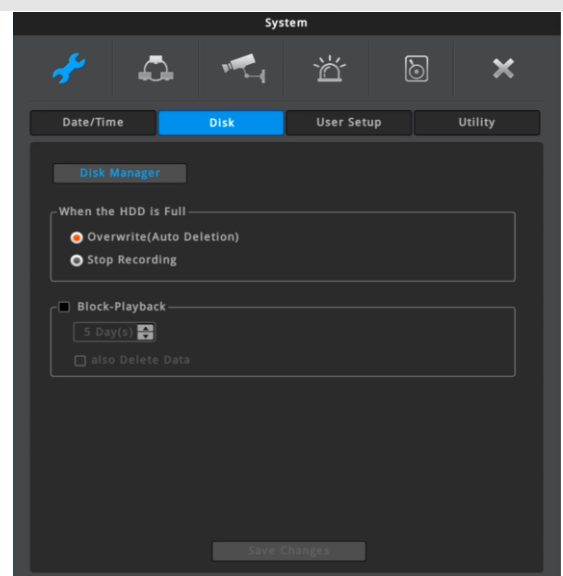 System
Date/Time Disk User Setup Utility
Disk Manager
When the HDD is Full
Overwrite(Auto Deletion)
Stop Recording
Block-Playback
5 Day(s)
also Delete Data
Save Changes